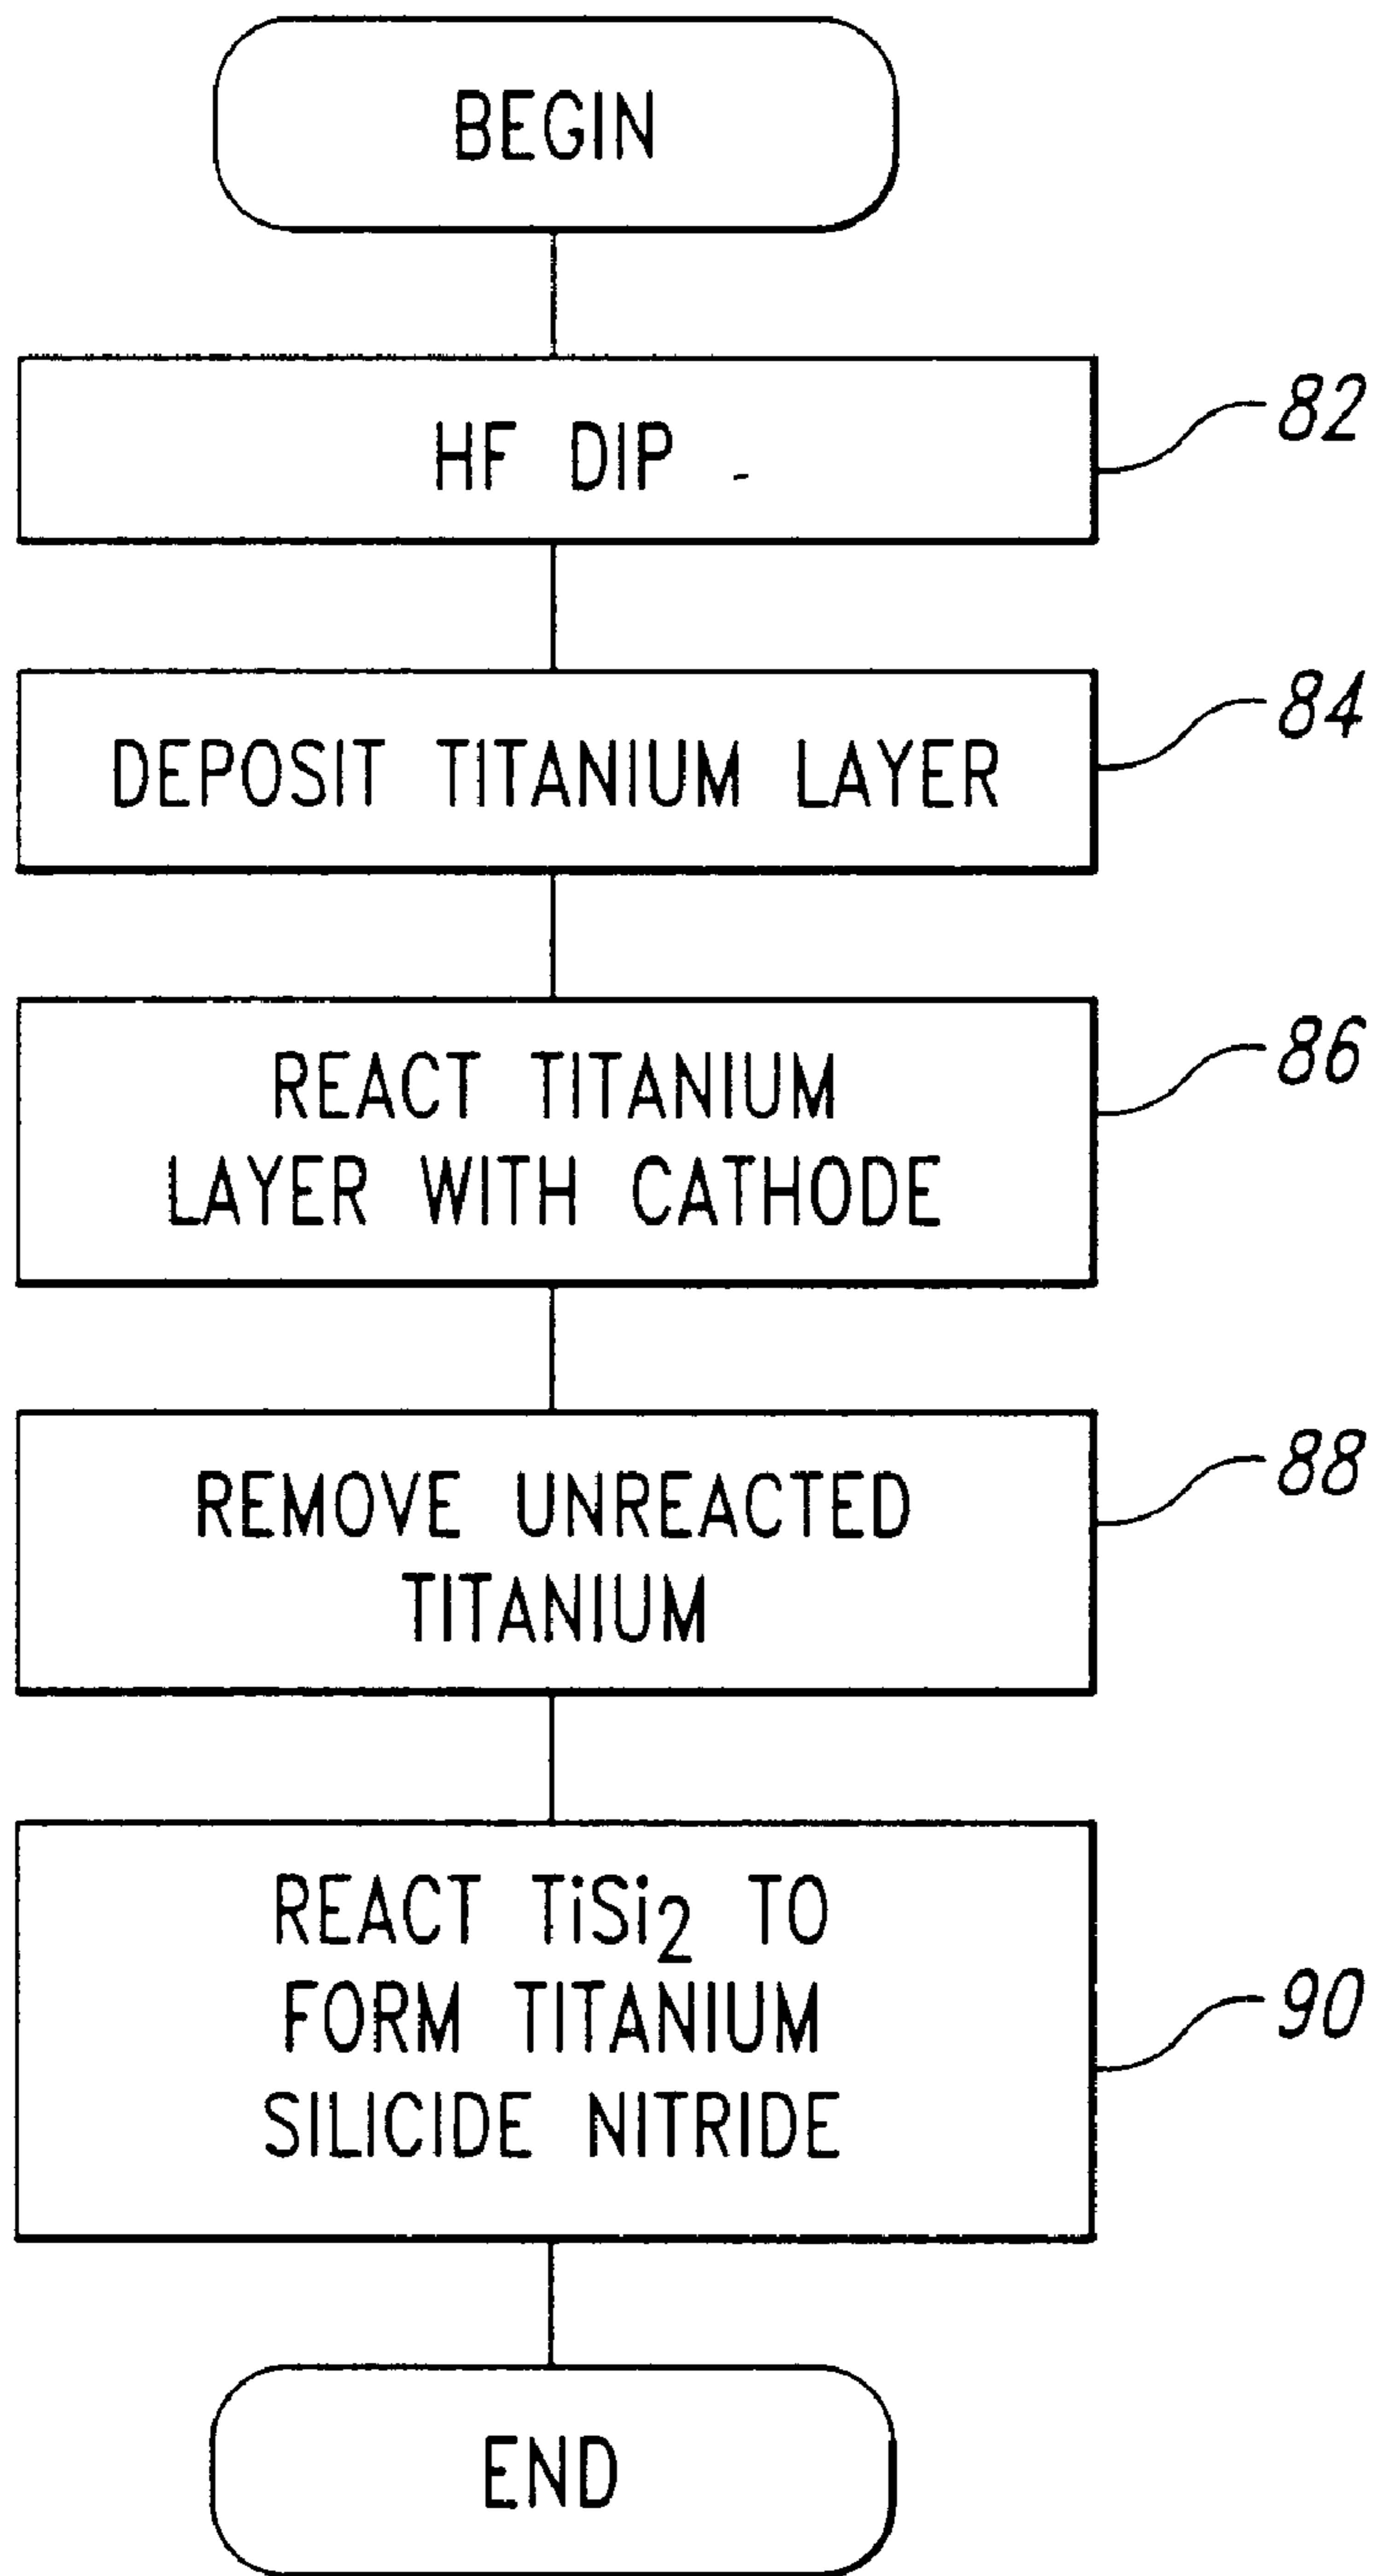 BEGIN
HF DIP
82
DEPOSIT TITANIUM LAYER
84
REACT TITANIUM
LAYER WITH CATHODE
86
REMOVE UNREACTED
TITANIUM
88
REACT TiSi₂ TO
FORM TITANIUM
SILICIDE NITRIDE
90
END